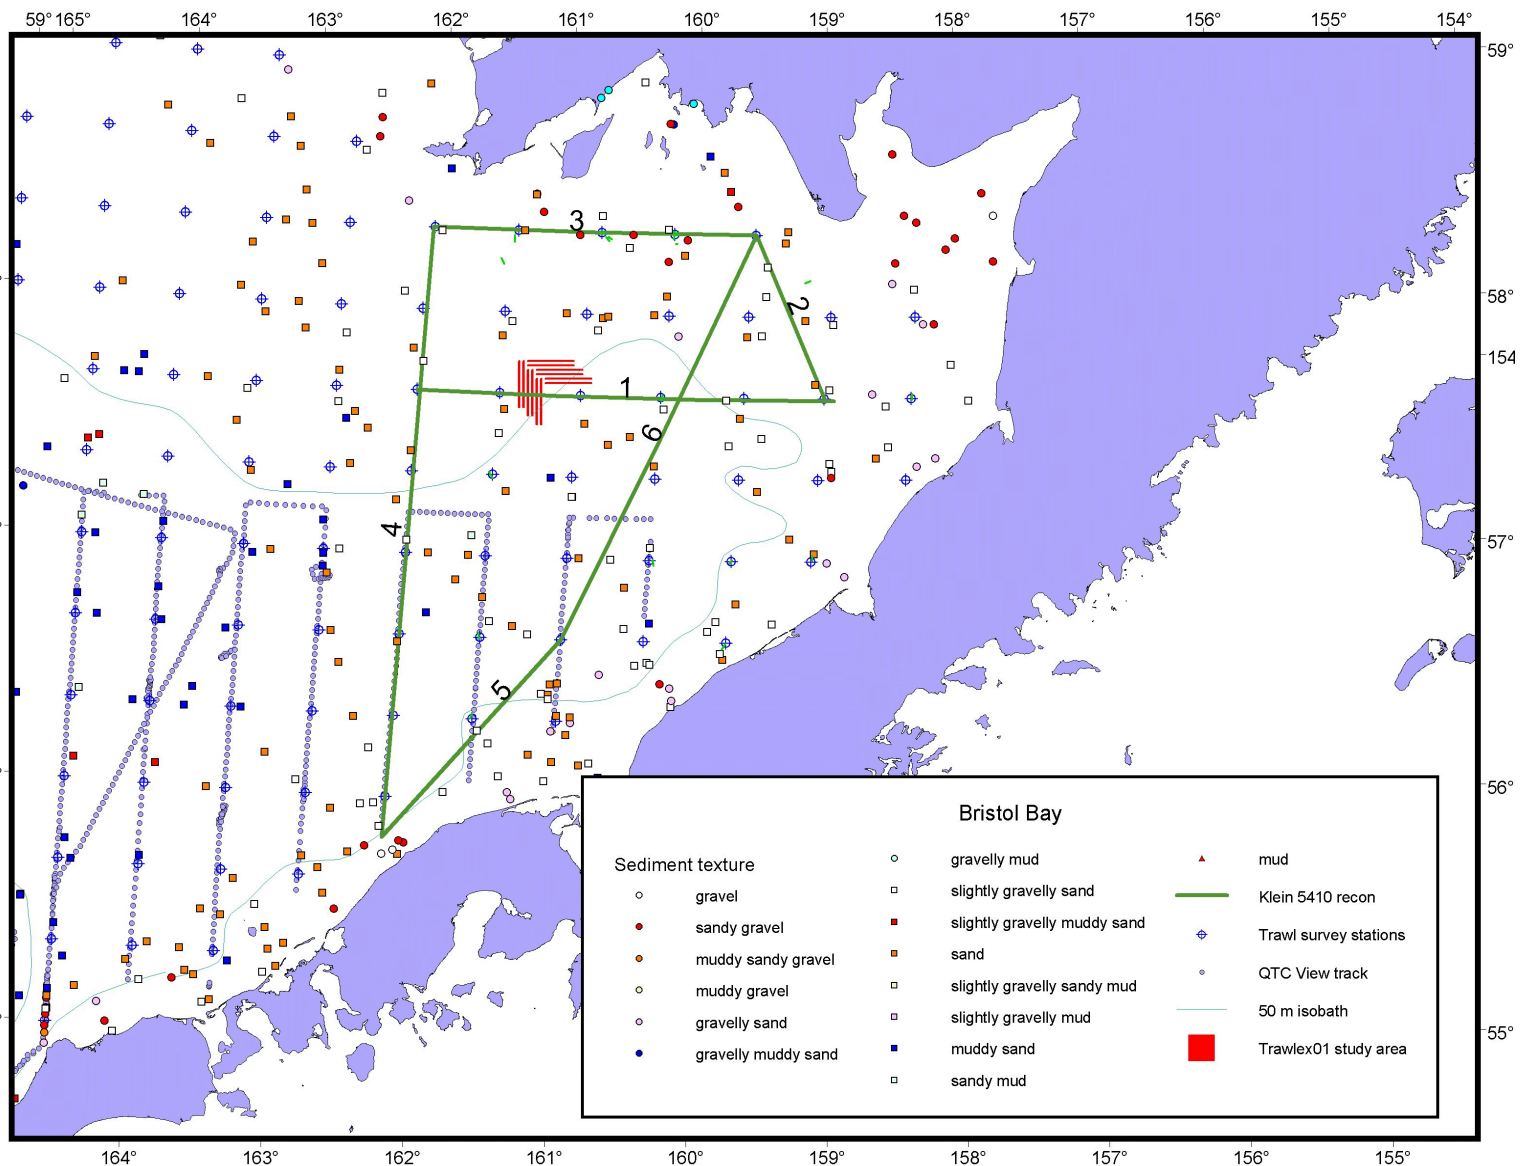 59° 165° 164° 163° 162° 161° 160° 159° 158° 157° 156° 155° 154°
59°
3
2
58°
154°
1
6
4
57°
5
56°
Bristol Bay
Sediment texture
gravel
sandy gravel
muddy sandy gravel
muddy gravel
gravelly sand
gravelly muddy sand
gravelly mud
slightly gravelly sand
slightly gravelly muddy sand
sand
slightly gravelly sandy mud
slightly gravelly mud
muddy sand
sandy mud
mud
Klein 5410 recon
Trawl survey stations
QTC View track
50 m isobath
Trawlex01 study area
55°
164° 163° 162° 161° 160° 159° 158° 157° 156° 155°